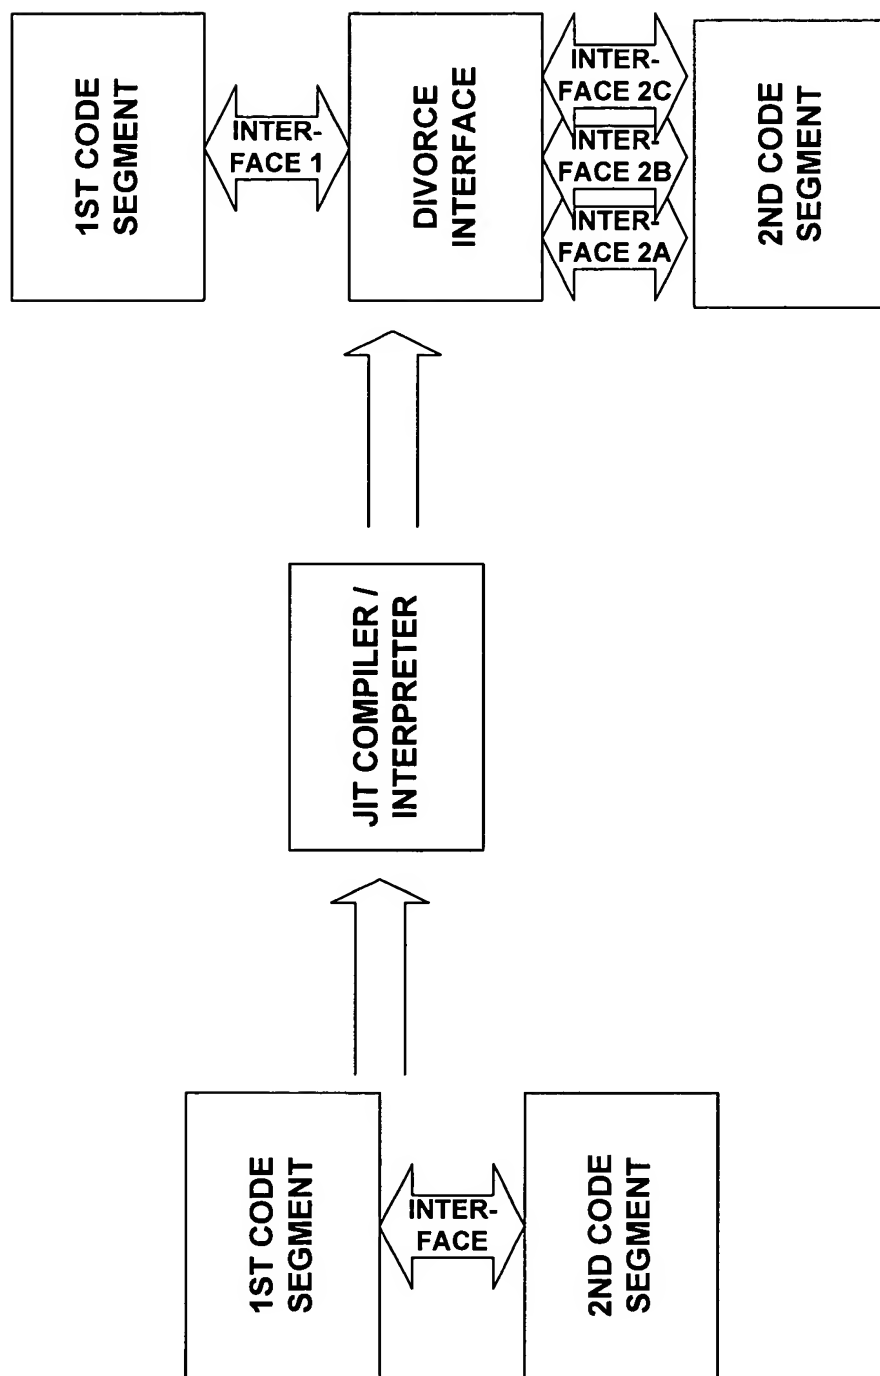 1ST CODE
SEGMENT
INTER-
FACE 1
DIVORCE
INTERFACE
INTER-
FACE 2C
INTER-
FACE 2B
INTER-
FACE 2A
2ND CODE
SEGMENT
JIT COMPILER /
INTERPRETER
1ST CODE
SEGMENT
INTER-
FACE
2ND CODE
SEGMENT